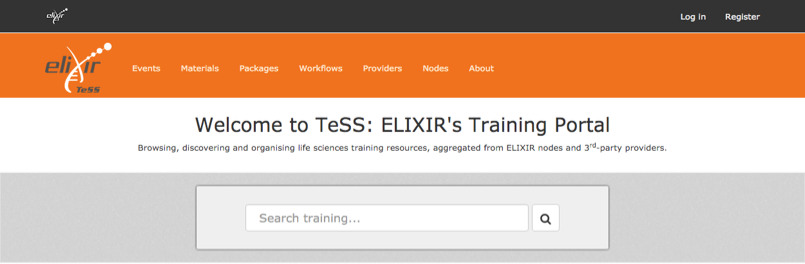 elixir
Log in Register
elixir
TeSS
Events Materials Packages Workflows Providers Nodes About
Welcome to TeSS: ELIXIR's Training Portal
Browsing, discovering and organising life sciences training resources, aggregated from ELIXIR nodes and 3rd-party providers.
Search training...